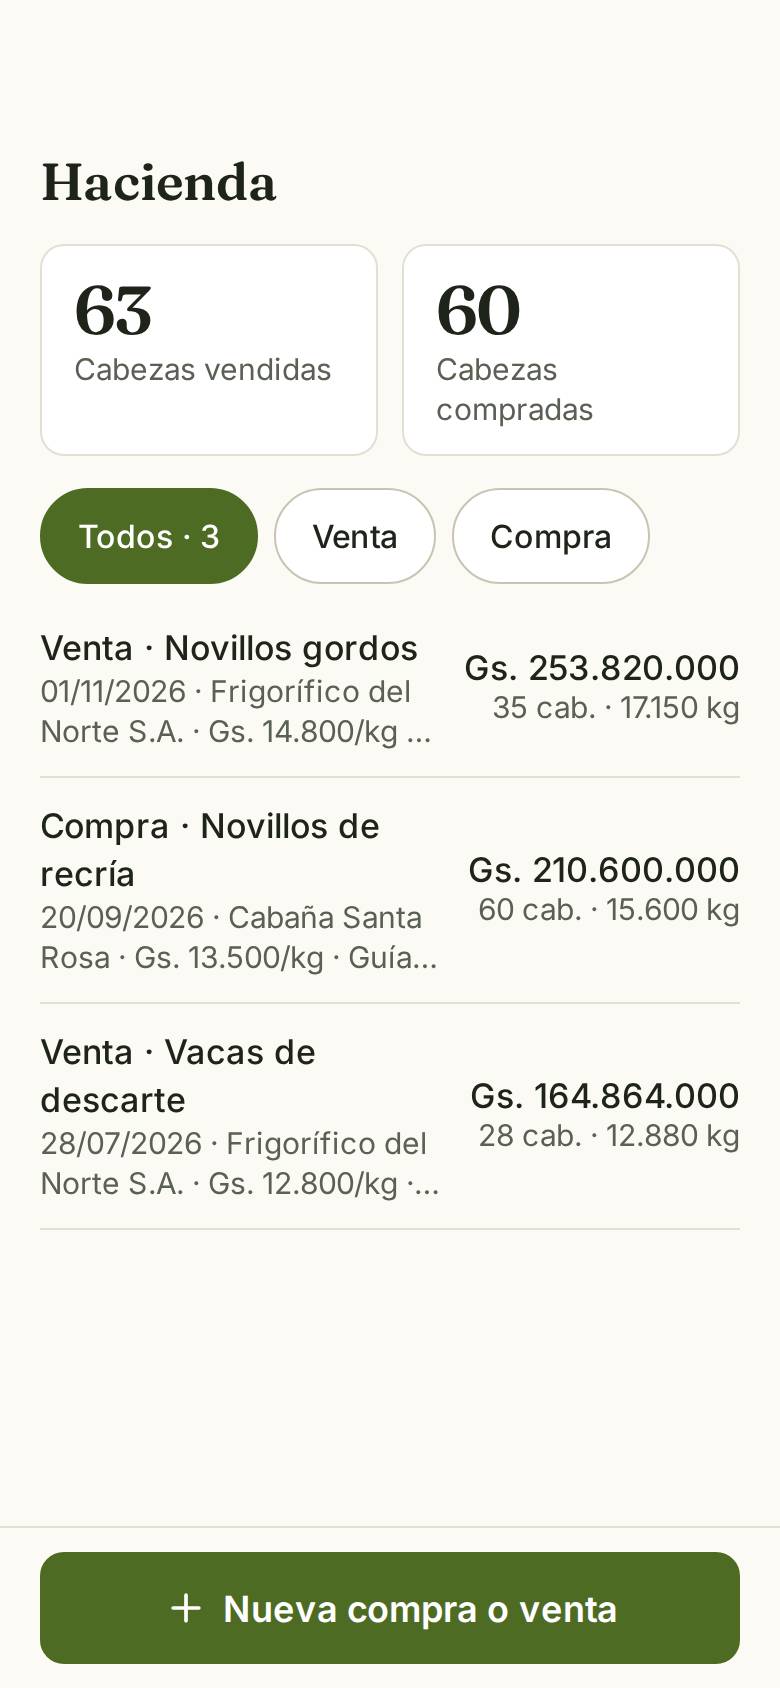 Hacienda
63
Cabezas vendidas
60
Cabezas
compradas
Todos · 3
Venta
Compra
Venta · Novillos gordos
01/11/2026 · Frigorífico del
Norte S.A. · Gs. 14.800/kg ...
Gs. 253.820.000
35 cab. · 17.150 kg
Compra · Novillos de
recría
20/09/2026 · Cabaña Santa
Rosa · Gs. 13.500/kg · Guía...
Gs. 210.600.000
60 cab. · 15.600 kg
Venta · Vacas de
descarte
28/07/2026 · Frigorífico del
Norte S.A. · Gs. 12.800/kg ·...
Gs. 164.864.000
28 cab. · 12.880 kg
+ Nueva compra o venta